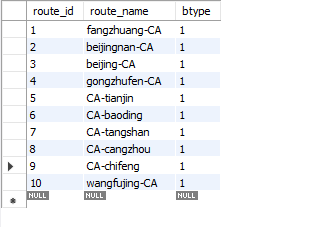 route_id route_name btype
1 fangzhuang-CA 1
2 beijingnan-CA 1
3 beijing-CA 1
4 gongzhufen-CA 1
5 CA-tianjin 1
6 CA-baoding 1
7 CA-tangshan 1
8 CA-cangzhou 1
9 CA-chifeng 1
10 wangfujing-CA 1
NULL NULL NULL